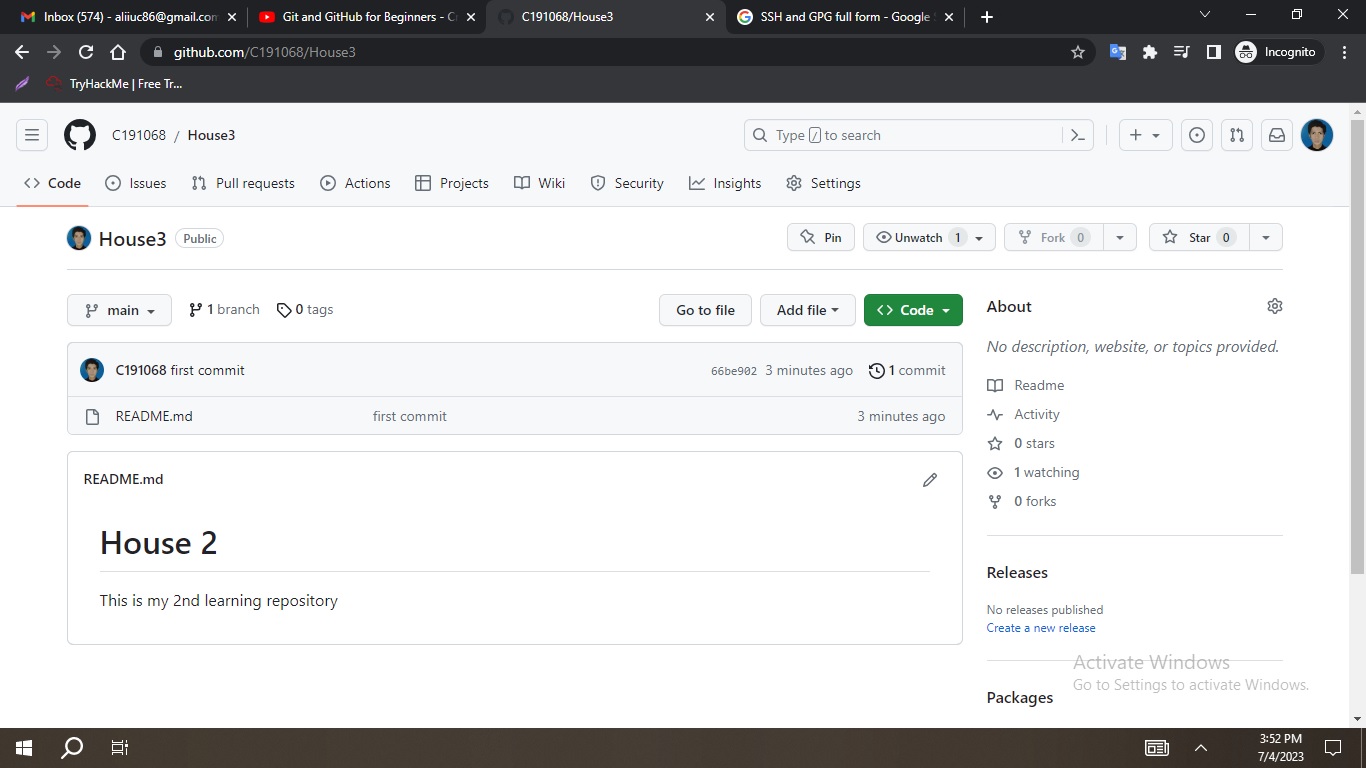 Inbox (574) - aliiuc86@gmail.con
Git and GitHub for Beginners - C
C191068/House3
SSH and GPG full form - Google
github.com/C191068/House3
Incognito
TryHackMe | Free Tr...
C191068 / House3
Type / to search
Code Issues Pull requests Actions Projects Wiki Security Insights Settings
House3 Public
Pin Unwatch 1 Fork 0 Star 0
main 1 branch 0 tags
Go to file Add file Code
C191068 first commit 66be902 3 minutes ago 1 commit
README.md first commit 3 minutes ago
README.md
House 2
This is my 2nd learning repository
About
No description, website, or topics provided.
Readme
Activity
0 stars
1 watching
0 forks
Releases
No releases published
Create a new release
Packages
Activate Windows
Go to Settings to activate Windows.
3:52 PM
7/4/2023